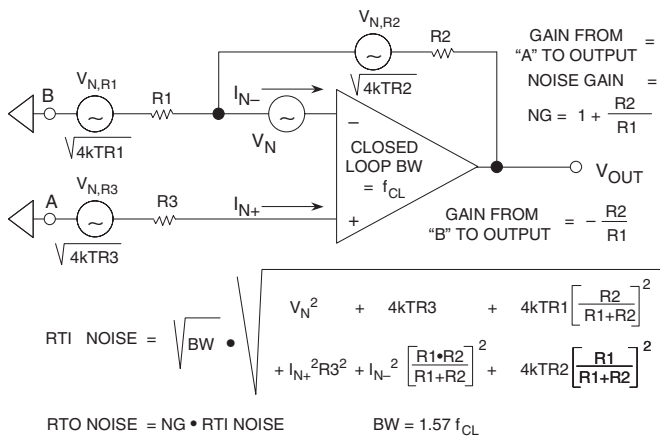 V_N,R2
R2
GAIN FROM
"A" TO OUTPUT =
√4kTR2
NOISE GAIN =
NG = 1 + R2/R1
B
V_N,R1
R1
I_N–
√4kTR1
V_N
–
CLOSED
LOOP BW
= f_CL
V_OUT
A
V_N,R3
R3
I_N+
+
√4kTR3
GAIN FROM
"B" TO OUTPUT = – R2/R1
RTI NOISE = √BW • √
V_N² + 4kTR3 + 4kTR1 [R2/(R1+R2)]²
+ I_N+²R3² + I_N–² [R1•R2/(R1+R2)]² + 4kTR2 [R1/(R1+R2)]²
RTO NOISE = NG • RTI NOISE BW = 1.57 f_CL